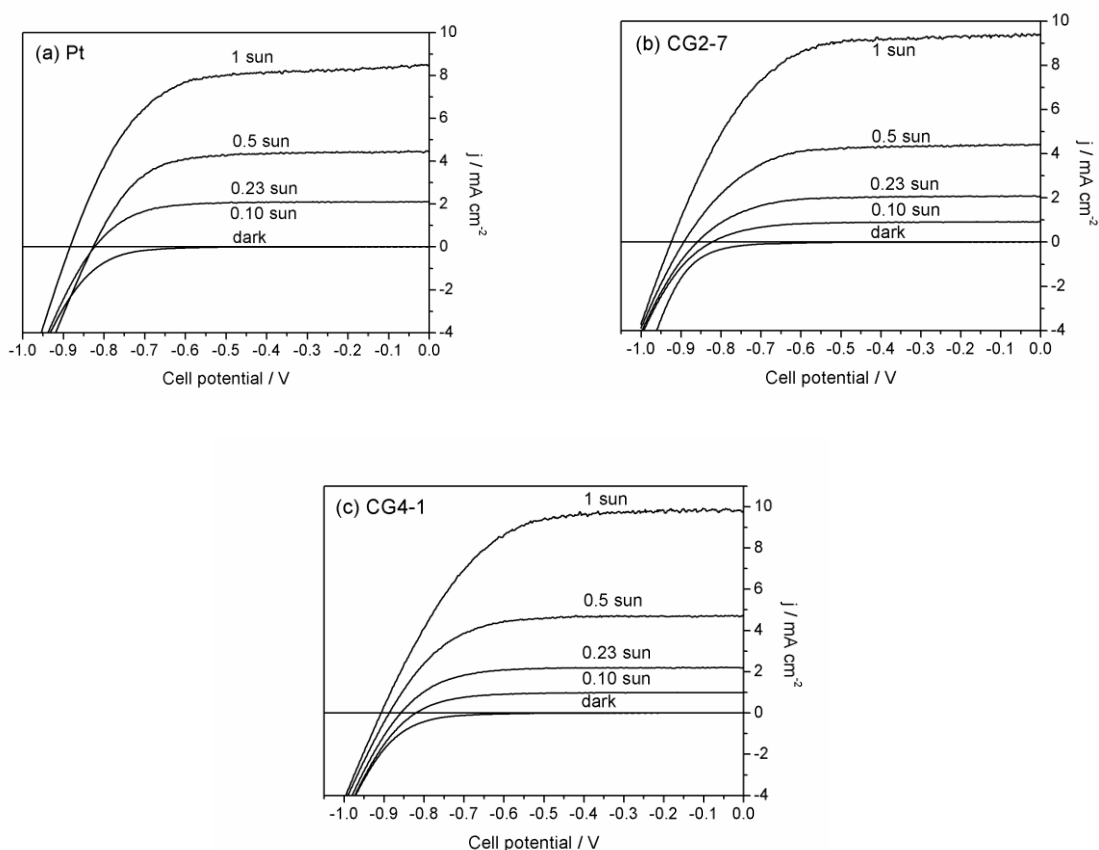 (a) Pt
1 sun
0.5 sun
0.23 sun
0.10 sun
dark
10
8
6
4
2
0
-2
-4
j / mA cm-2
-1.0 -0.9 -0.8 -0.7 -0.6 -0.5 -0.4 -0.3 -0.2 -0.1 0.0
Cell potential / V
(b) CG2-7
1 sun
0.5 sun
0.23 sun
0.10 sun
dark
10
8
6
4
2
0
-2
-4
j / mA cm-2
-1.0 -0.9 -0.8 -0.7 -0.6 -0.5 -0.4 -0.3 -0.2 -0.1 0.0
Cell potential / V
(c) CG4-1
1 sun
0.5 sun
0.23 sun
0.10 sun
dark
10
8
6
4
2
0
-2
-4
j / mA cm-2
-1.0 -0.9 -0.8 -0.7 -0.6 -0.5 -0.4 -0.3 -0.2 -0.1 0.0
Cell potential / V